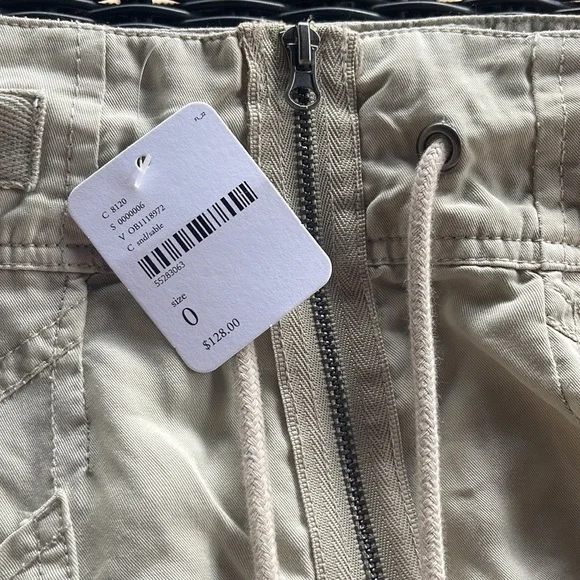 C 8120
S 0000006
V OB1118972
C snd/sable
55283063
size
0
$128.00